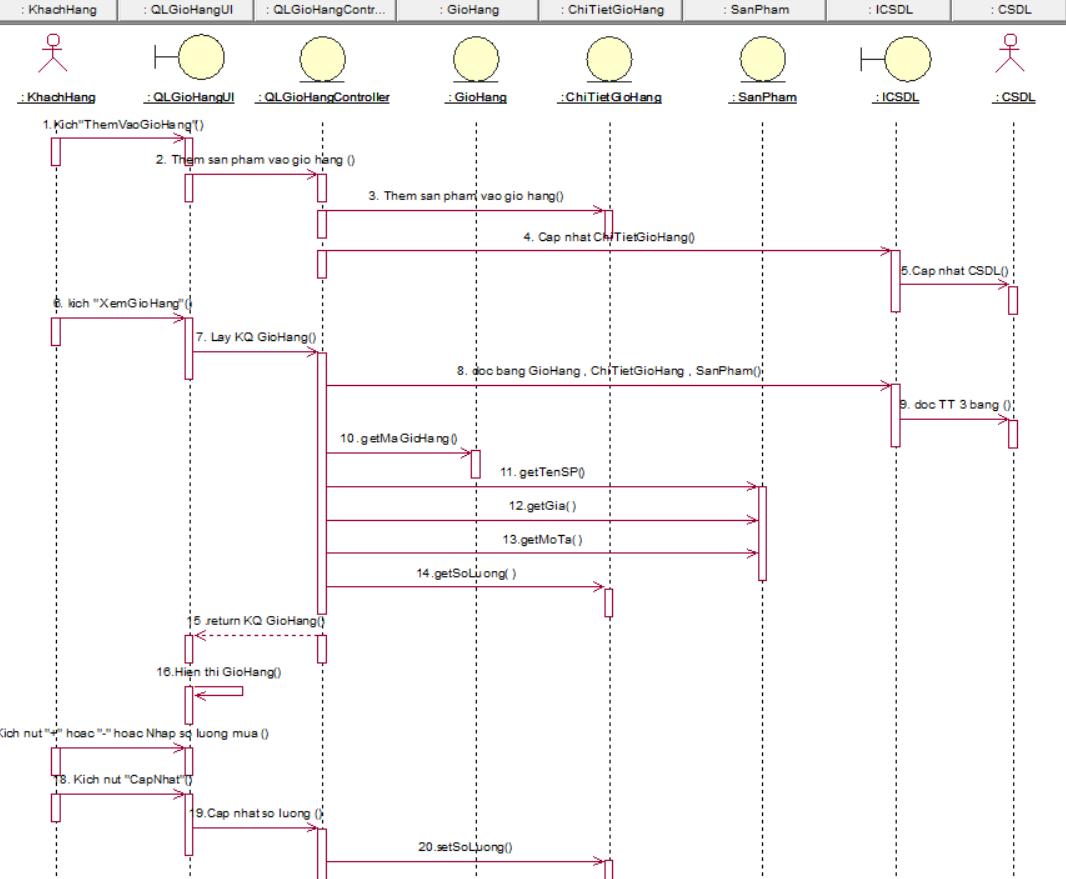 : KhachHang : QLGioHangUI : QLGioHangContr... : GioHang : ChiTietGioHang : SanPham : ICSDL : CSDL
: KhachHang : QLGioHangUI : QLGioHangController : GioHang : ChiTietGioHang : SanPham : ICSDL : CSDL
1. Kich"ThemVaoGioHang"()
2. Them san pham vao gio hang ()
3. Them san pham vao gio hang()
4. Cap nhat ChiTietGioHang()
5.Cap nhat CSDL()
6. kich "XemGioHang"()
7. Lay KQ GioHang()
8. doc bang GioHang , ChiTietGioHang , SanPham()
9. doc TT 3 bang ()
10.getMaGioHang()
11. getTenSP()
12.getGia( )
13.getMoTa( )
14.getSoLuong( )
15 .return KQ GioHang()
16.Hien thi GioHang()
Kich nut "+" hoac "-" hoac Nhap so luong mua ()
18. Kich nut "CapNhat"()
19.Cap nhat so luong ()
20.setSoLuong()